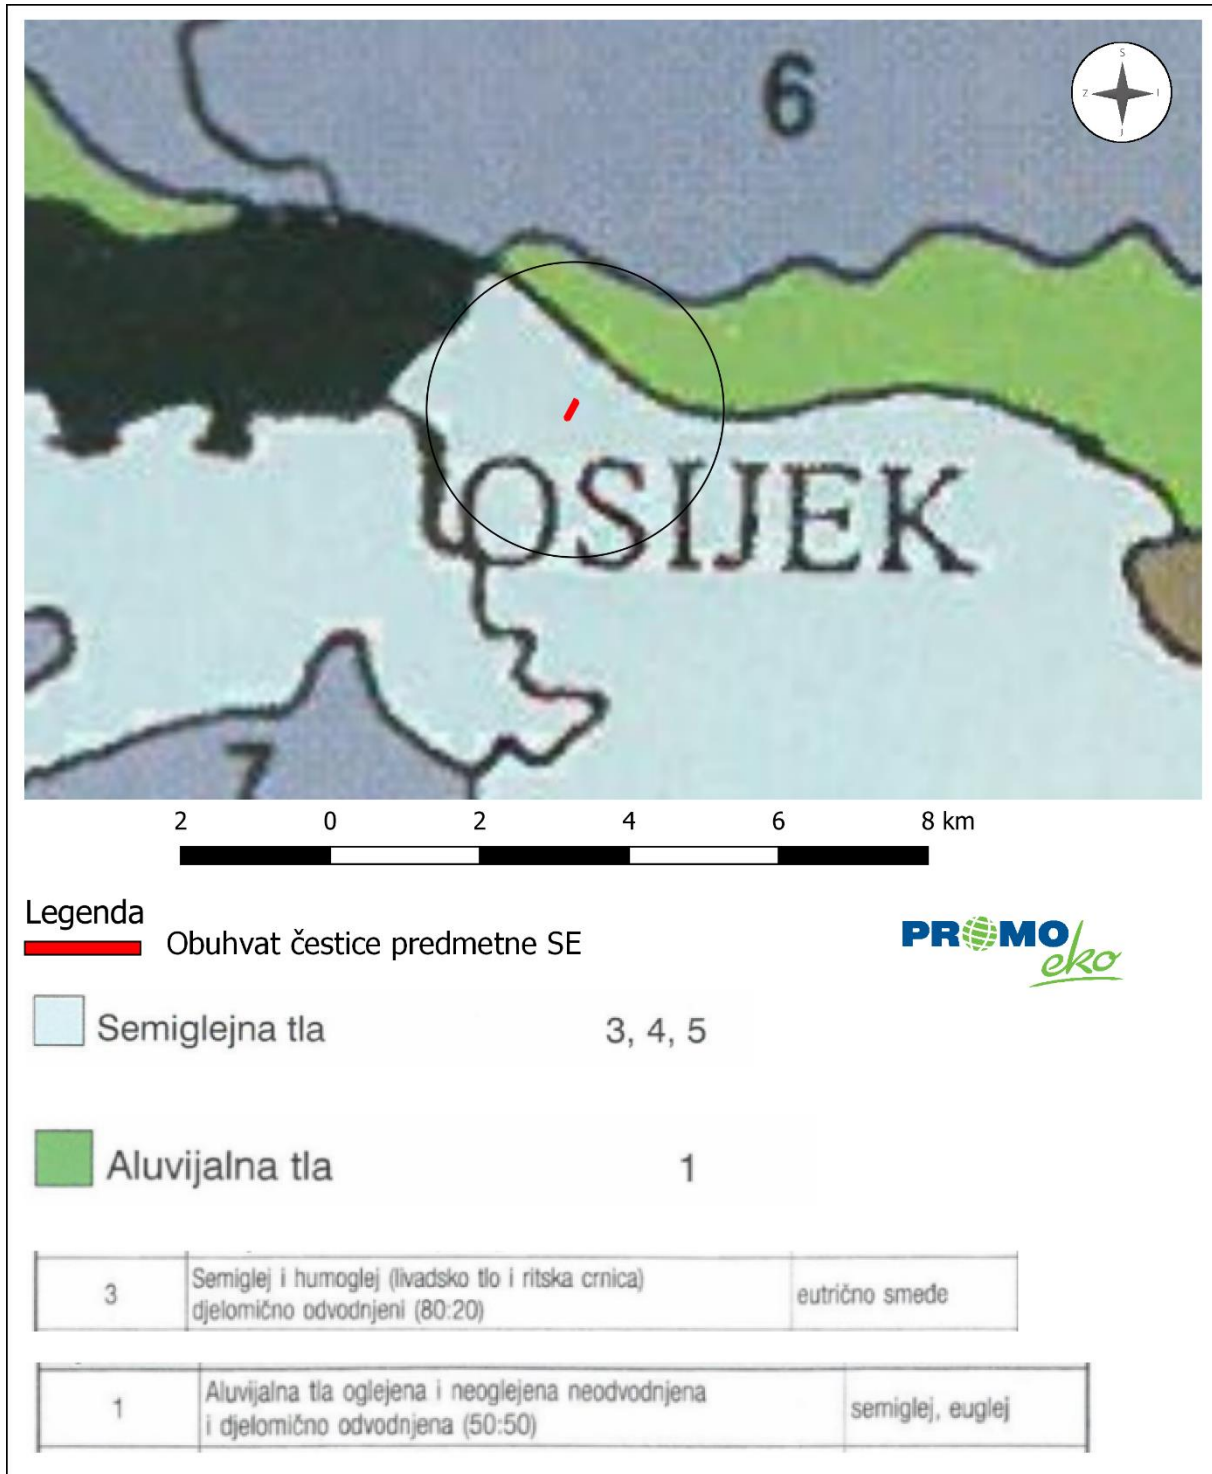 6
S
Z
I
J
OSIJEK
7
2 0 2 4 6 8 km
Legenda
Obuhvat čestice predmetne SE
PROMO
eko
Semiglejna tla 3, 4, 5
Aluvijalna tla 1
3 Semiglej i humoglej (livadsko tlo i ritska crnica) eutrično smeđe
djelomično odvodnjeni (80:20)
1 Aluvijalna tla oglejena i neoglejena neodvodnjena semiglej, euglej
i djelomično odvodnjena (50:50)